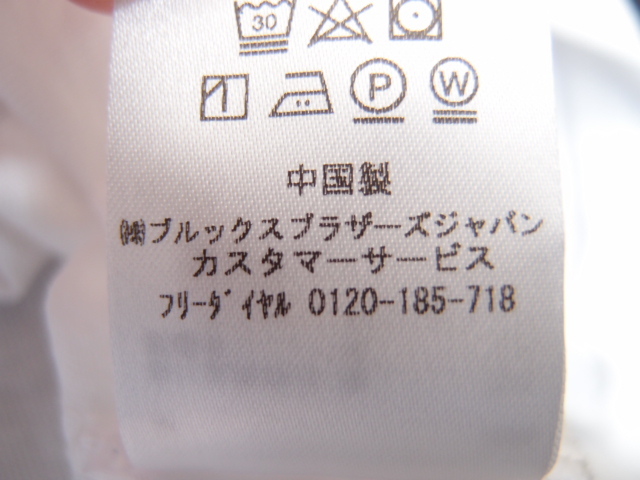 30
P W
中国製
㈱ブルックスブラザーズジャパン
カスタマーサービス
フリーダイヤル 0120-185-718